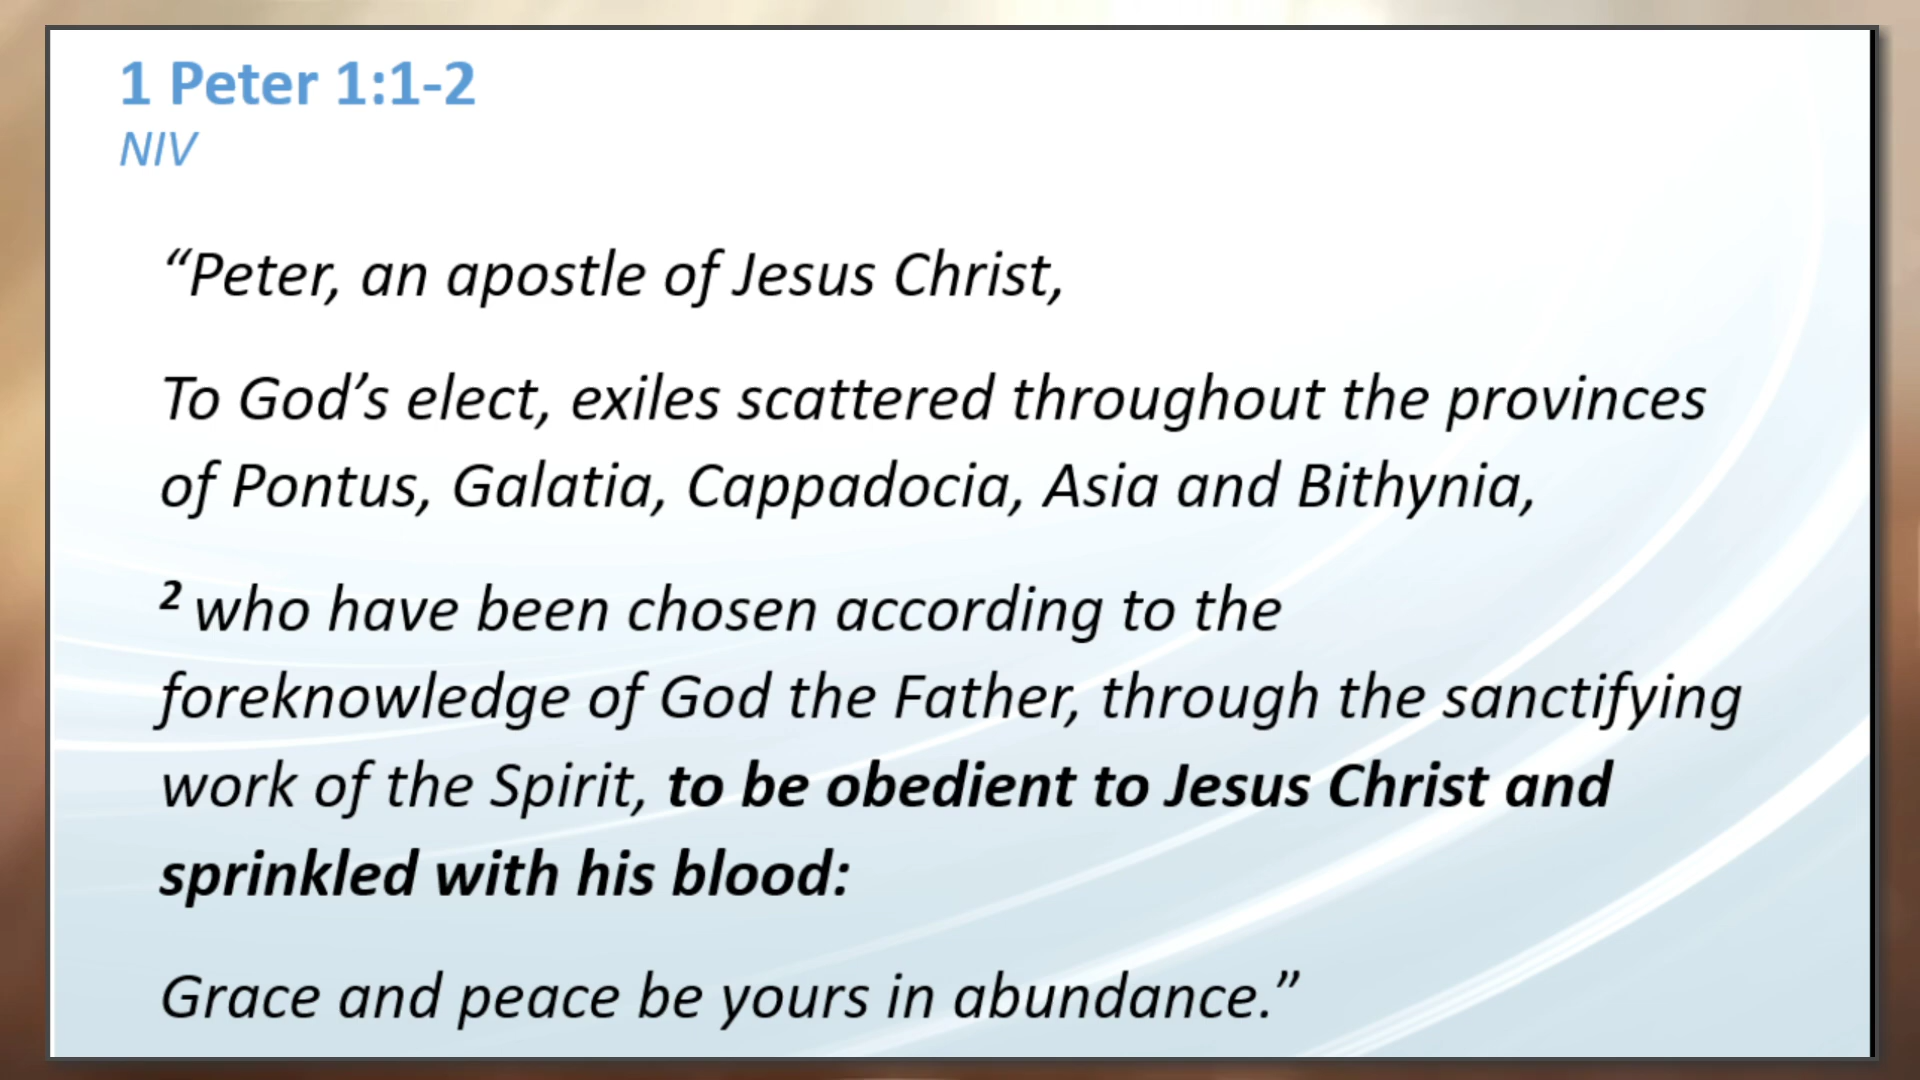 1 Peter 1:1-2
NIV
“Peter, an apostle of Jesus Christ,
To God’s elect, exiles scattered throughout the provinces
of Pontus, Galatia, Cappadocia, Asia and Bithynia,
2 who have been chosen according to the
foreknowledge of God the Father, through the sanctifying
work of the Spirit, to be obedient to Jesus Christ and
sprinkled with his blood:
Grace and peace be yours in abundance.”